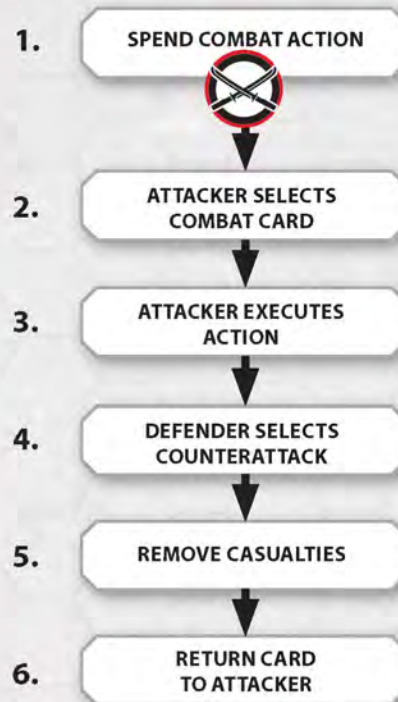 1. SPEND COMBAT ACTION
2. ATTACKER SELECTS
COMBAT CARD
3. ATTACKER EXECUTES
ACTION
4. DEFENDER SELECTS
COUNTERATTACK
5. REMOVE CASUALTIES
6. RETURN CARD
TO ATTACKER